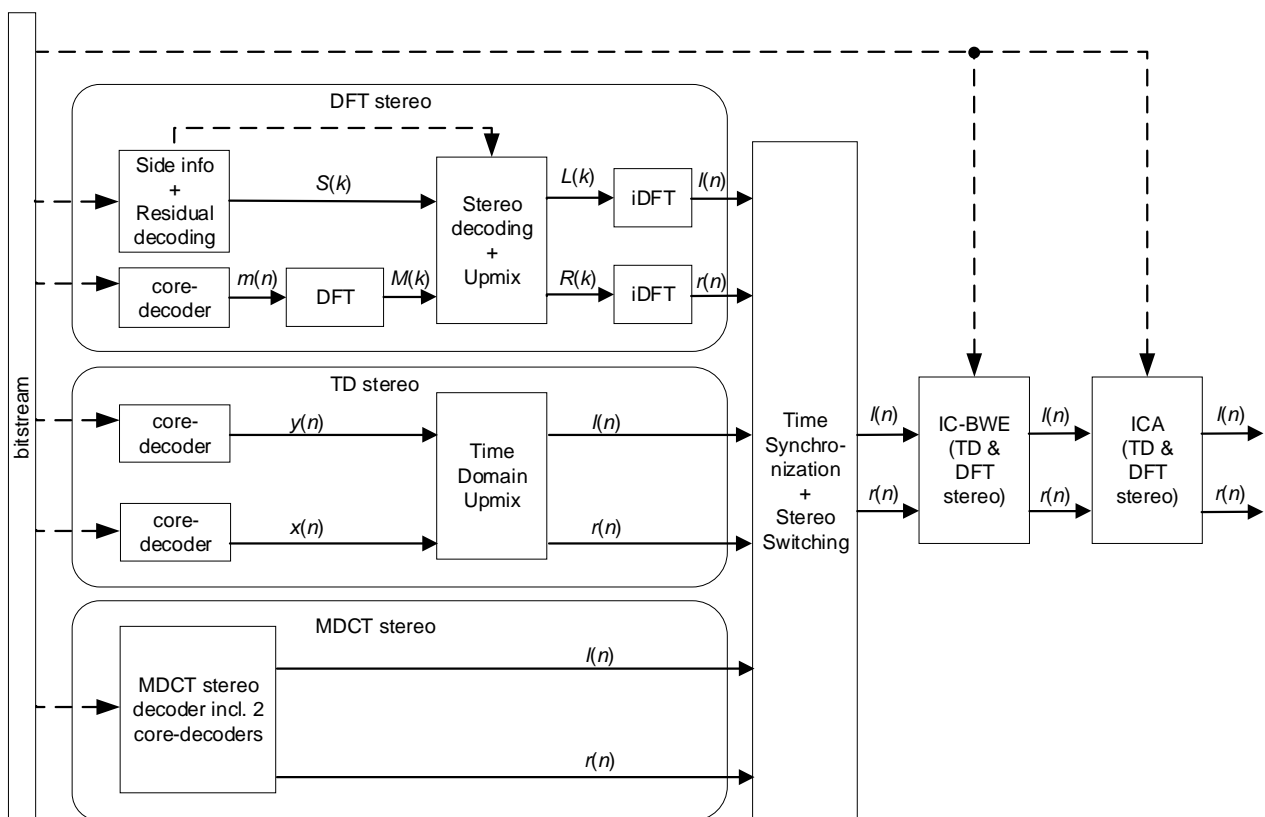 bitstream
DFT stereo
Side info
+
Residual
decoding
S(k)
Stereo
decoding
+
Upmix
L(k)
iDFT
l(n)
core-
decoder
m(n)
DFT
M(k)
R(k)
iDFT
r(n)
TD stereo
core-
decoder
y(n)
Time
Domain
Upmix
l(n)
core-
decoder
x(n)
r(n)
MDCT stereo
MDCT stereo
decoder incl. 2
core-decoders
l(n)
r(n)
Time
Synchro-
nization
+
Stereo
Switching
l(n)
r(n)
IC-BWE
(TD &
DFT
stereo)
l(n)
r(n)
ICA
(TD &
DFT
stereo)
l(n)
r(n)